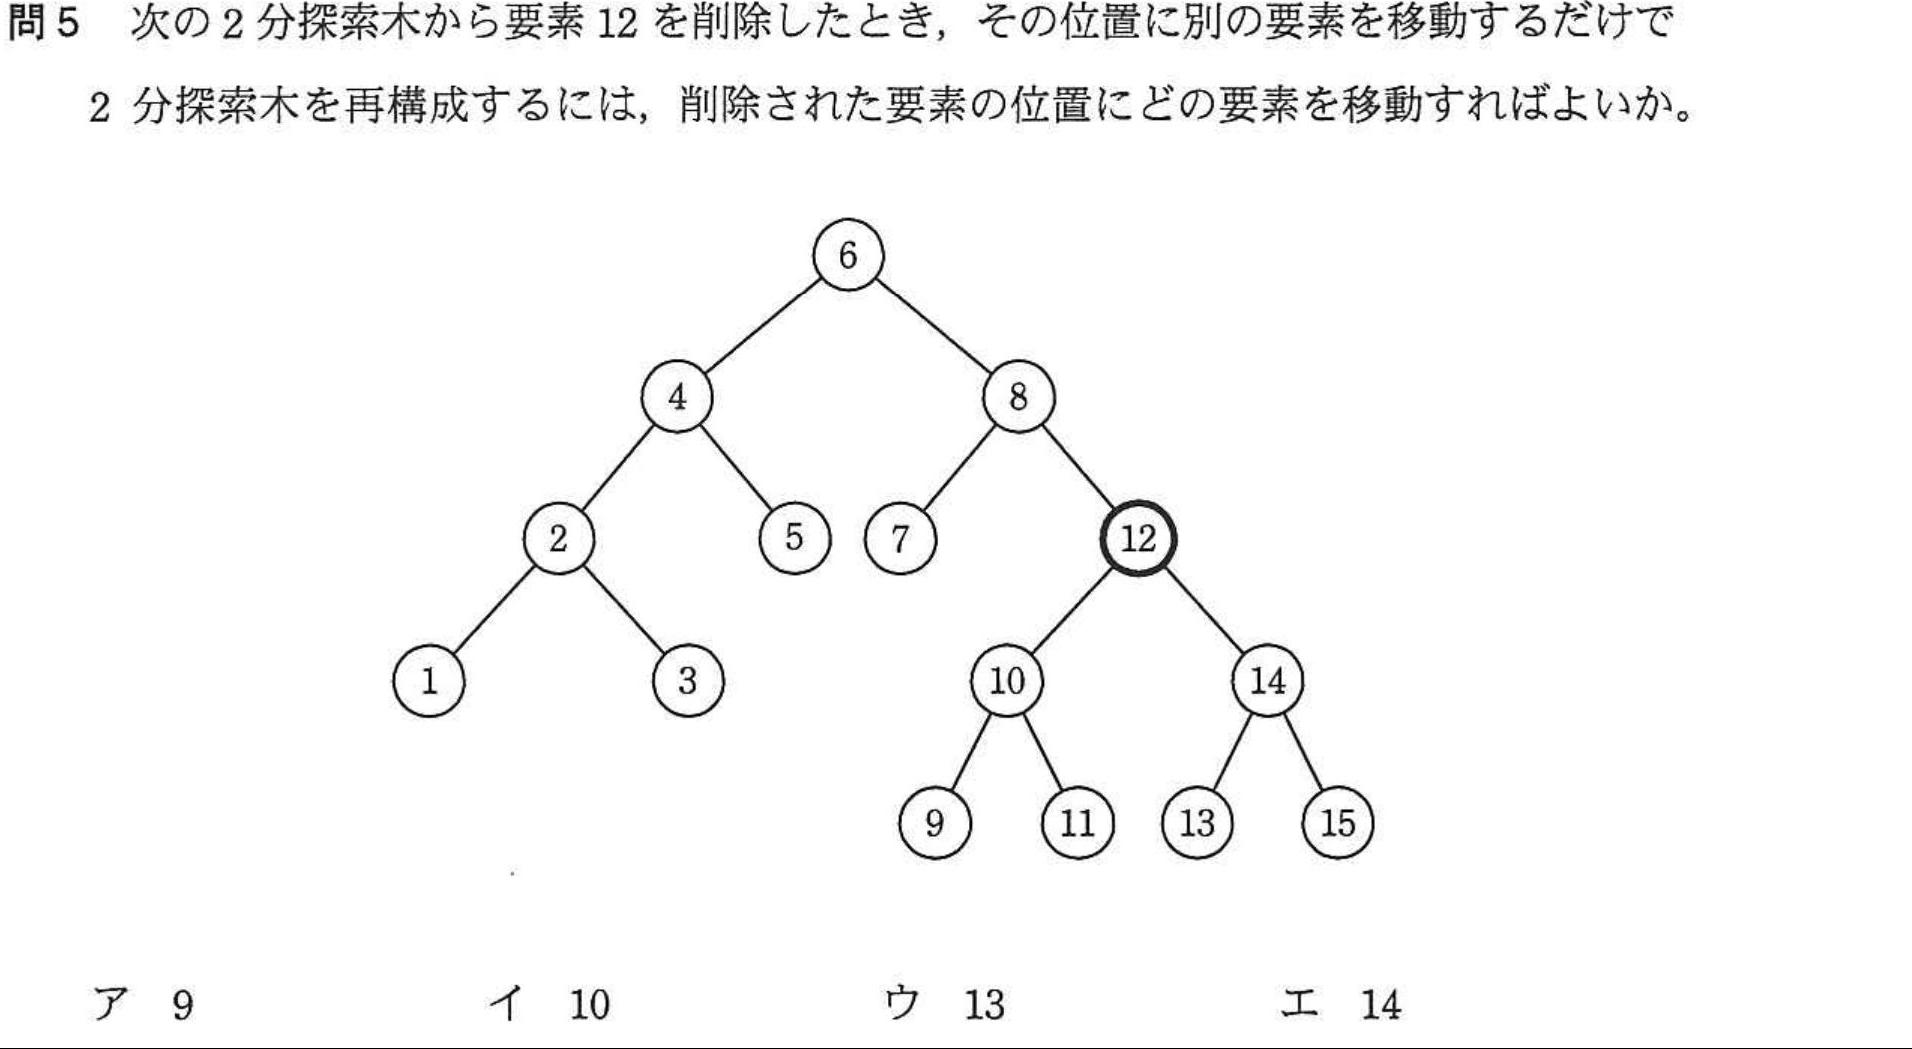 問5 次の2分探索木から要素12を削除したとき，その位置に別の要素を移動するだけで
2分探索木を再構成するには，削除された要素の位置にどの要素を移動すればよいか。
6
4 8
2 5 7 12
1 3 10 14
9 11 13 15
ア 9 イ 10 ウ 13 エ 14